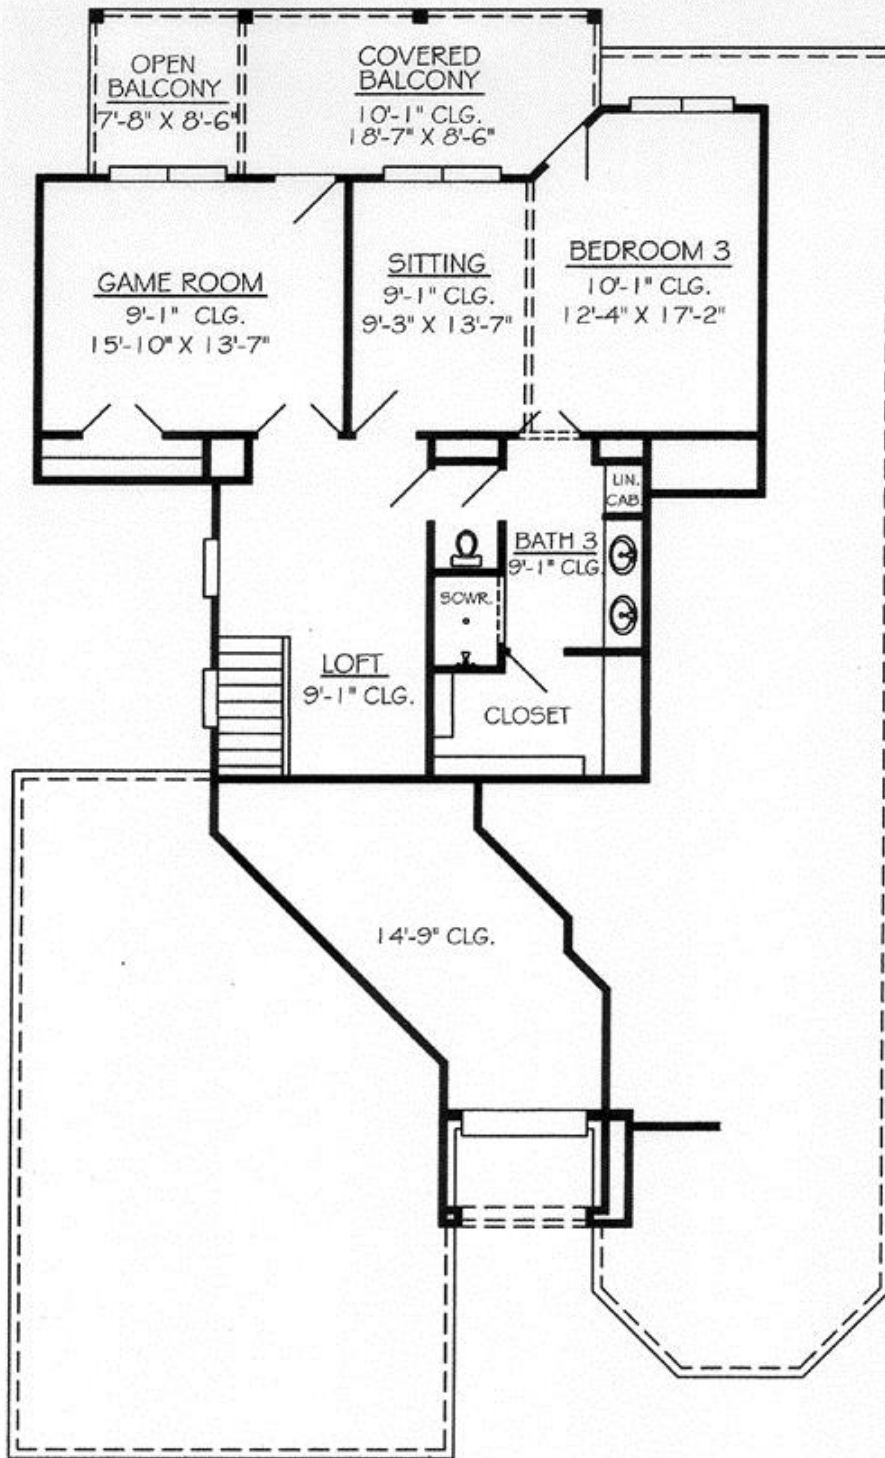 OPEN
BALCONY
7'-8" X 8'-6"
COVERED
BALCONY
10'-1" CLG.
18'-7" X 8'-6"
GAME ROOM
9'-1" CLG.
15'-10" X 13'-7"
SITTING
9'-1" CLG.
9'-3" X 13'-7"
BEDROOM 3
10'-1" CLG.
12'-4" X 17'-2"
LIN.
CAB.
BATH 3
9'-1" CLG.
SOWR.
LOFT
9'-1" CLG.
CLOSET
14'-9" CLG.